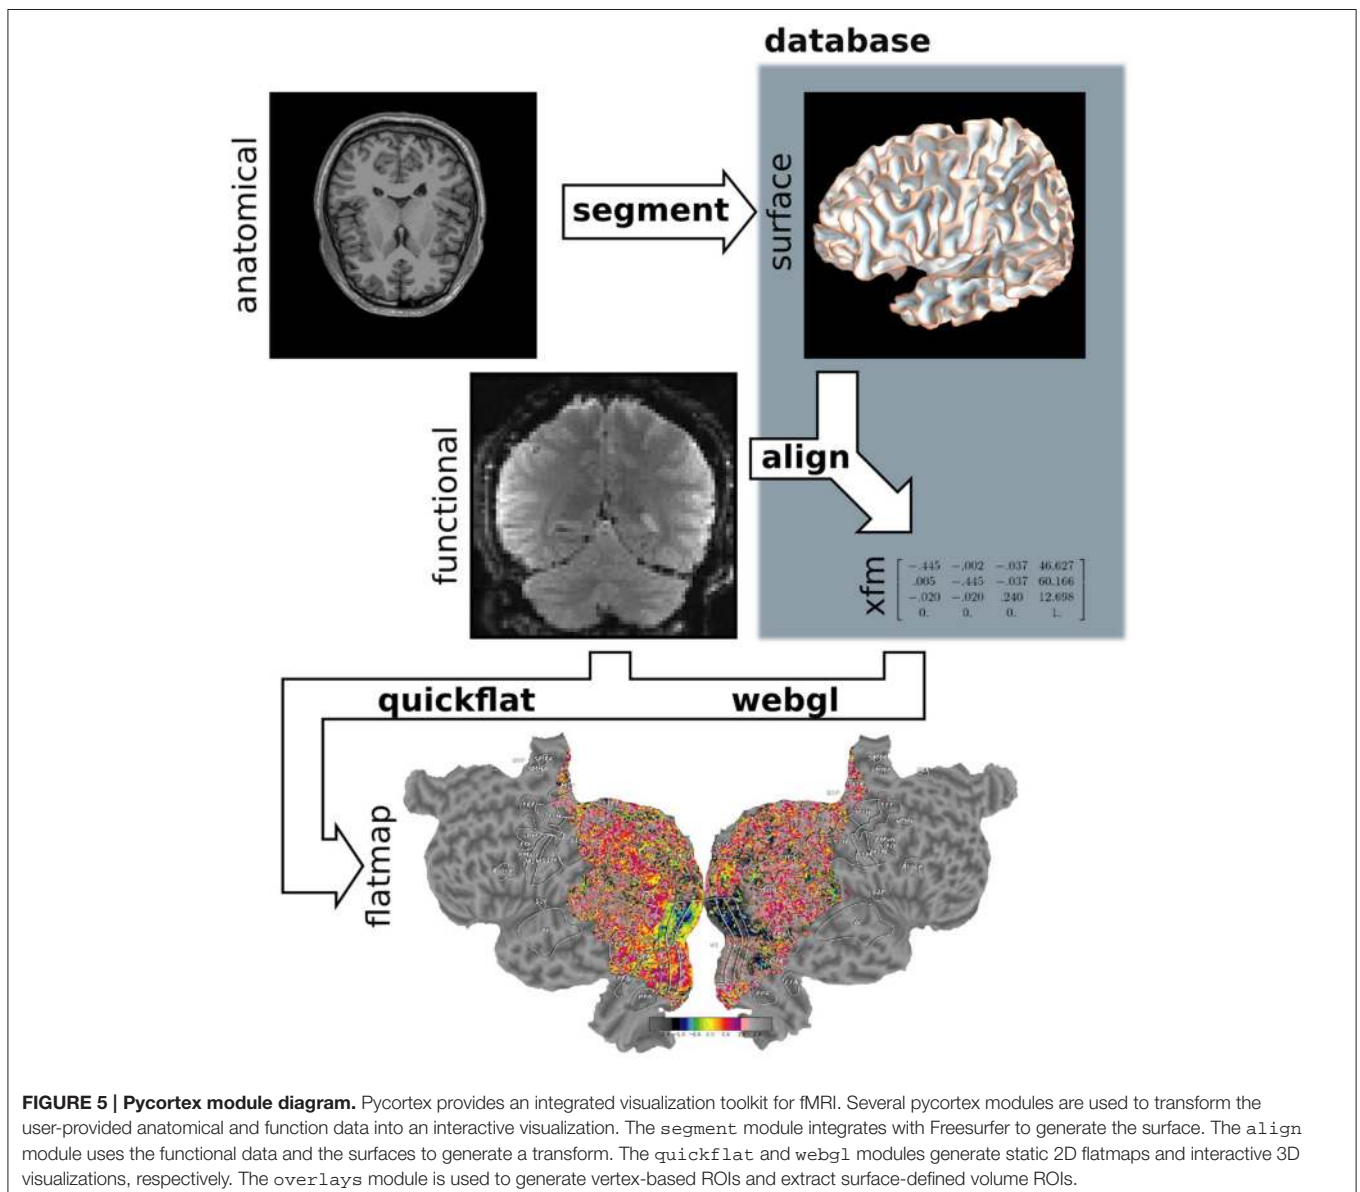 database
anatomical
segment
surface
functional
align
xfm
-.445 -.002 -.037 46.627
.005 -.445 -.037 60.166
-.020 -.020 .240 12.698
0. 0. 0. 1.
quickflat
webgl
flatmap
FIGURE 5 | Pycortex module diagram. Pycortex provides an integrated visualization toolkit for fMRI. Several pycortex modules are used to transform the
user-provided anatomical and function data into an interactive visualization. The segment module integrates with Freesurfer to generate the surface. The align
module uses the functional data and the surfaces to generate a transform. The quickflat and webgl modules generate static 2D flatmaps and interactive 3D
visualizations, respectively. The overlays module is used to generate vertex-based ROIs and extract surface-defined volume ROIs.